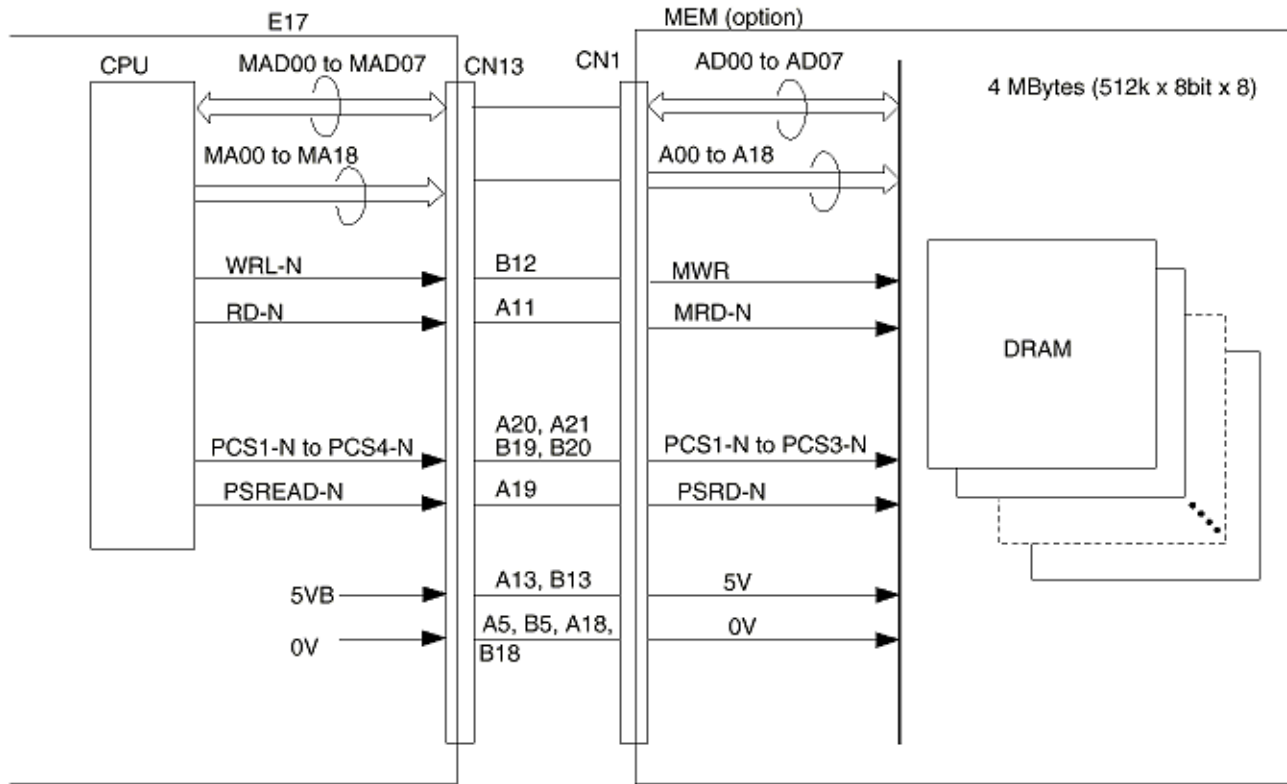 E17
MEM (option)
CPU
MAD00 to MAD07
CN13
CN1
AD00 to AD07
4 MBytes (512k x 8bit x 8)
MA00 to MA18
A00 to A18
WRL-N
B12
MWR
RD-N
A11
MRD-N
DRAM
A20, A21
PCS1-N to PCS4-N
B19, B20
PCS1-N to PCS3-N
PSREAD-N
A19
PSRD-N
5VB
A13, B13
5V
0V
A5, B5, A18,
B18
0V